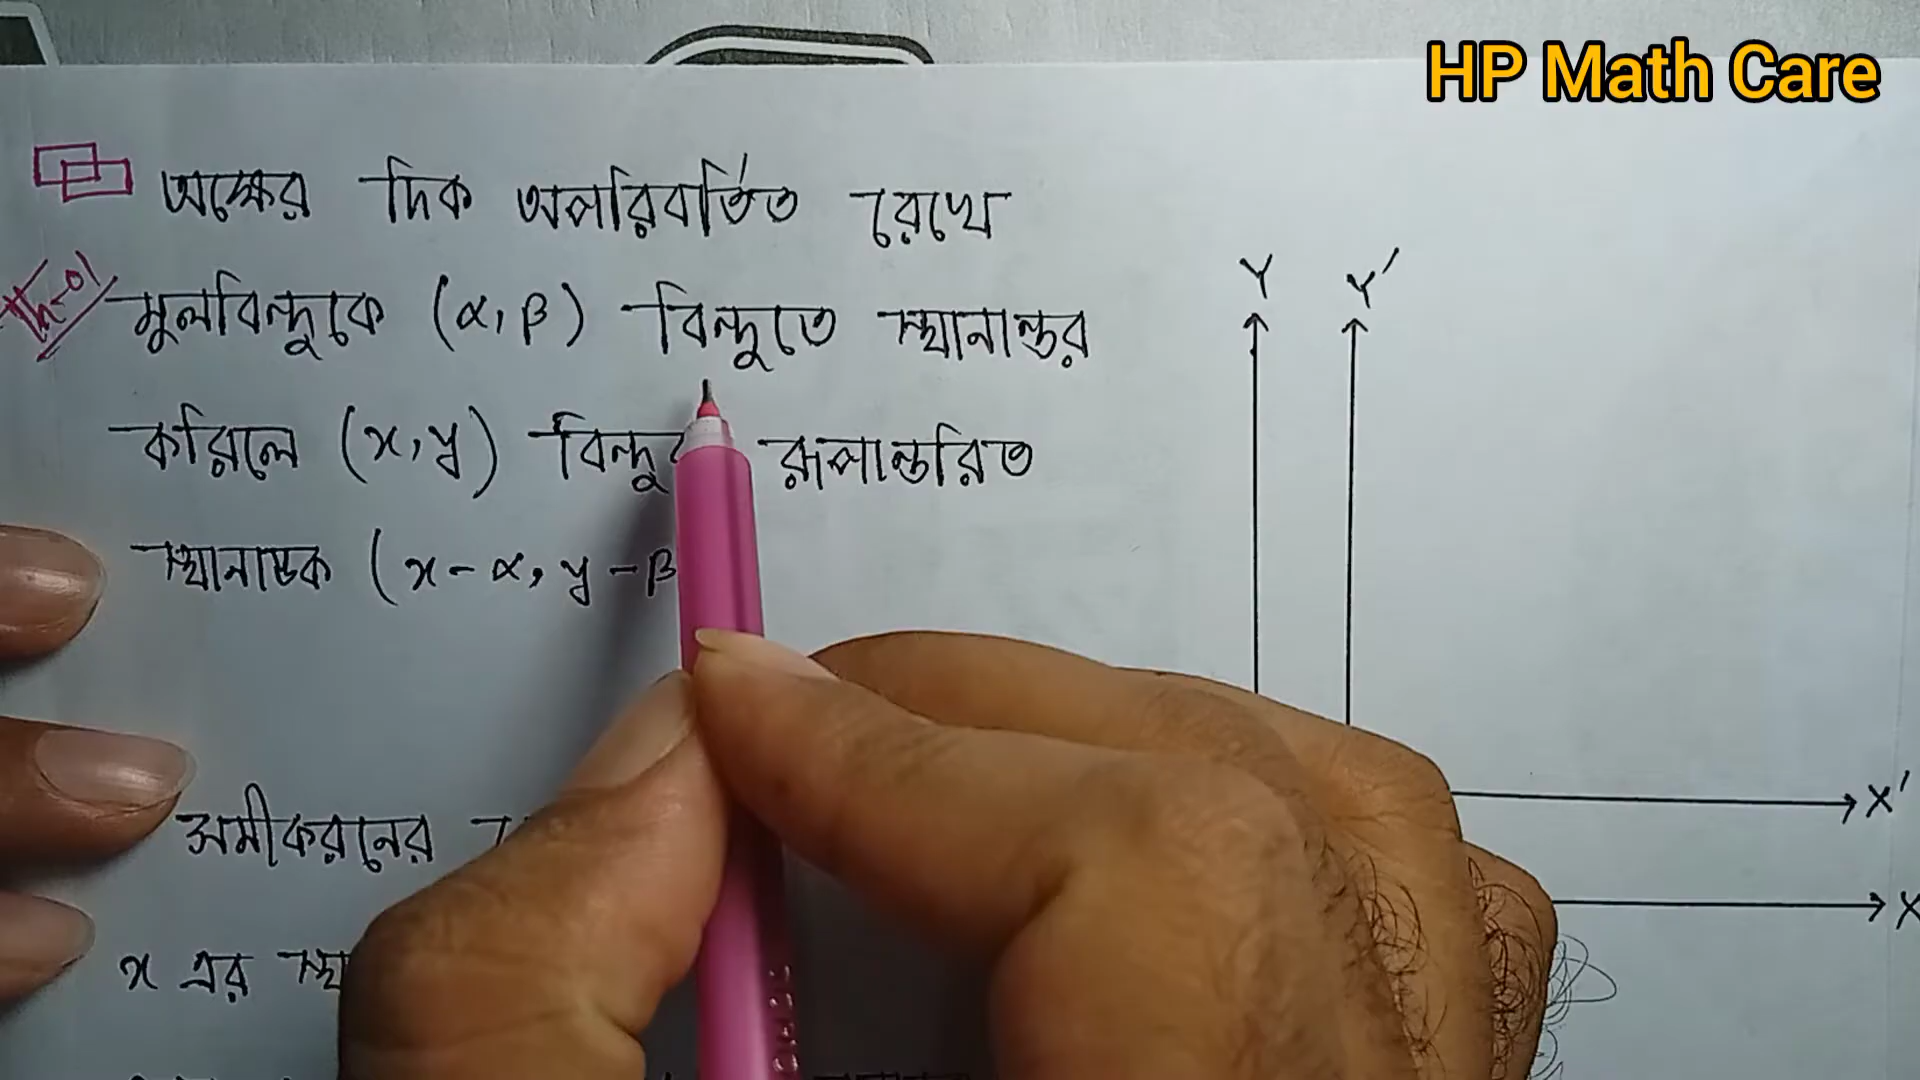 HP Math Care
অক্ষের দিক অপরিবর্তিত রেখে
Th-01
মূলবিন্দুকে (α, β) বিন্দুতে স্থানান্তর
করিলে (x, y) বিন্দুর রূপান্তরিত
স্থানাঙ্ক (x - α, y - β
সমীকরনের
x এর
Y Y'
X'
X